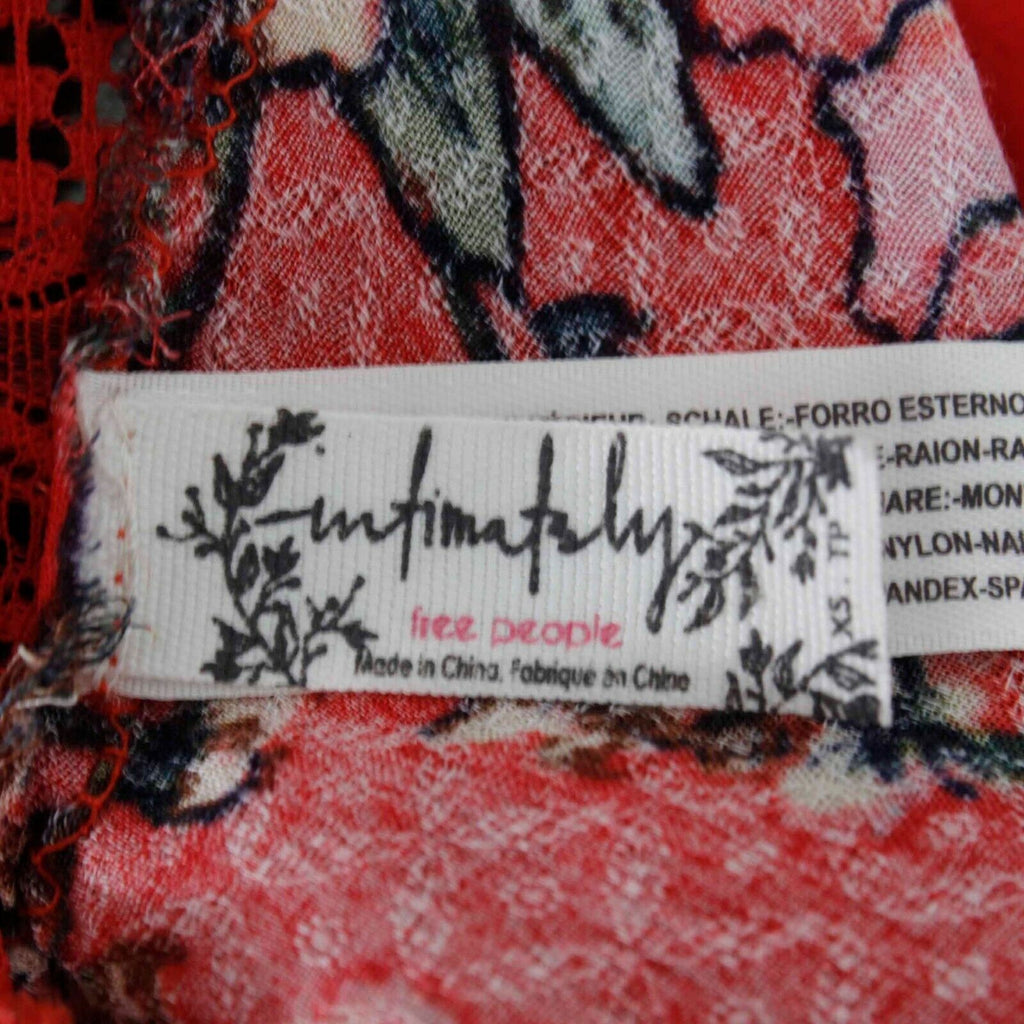 SCHALE:-FORRO ESTERNO
-RAION-RA
ARE:-MON
NYLON-NA
ANDEX-SPA
intimately
free people
Made in China. Fabrique en Chine
XS. TP